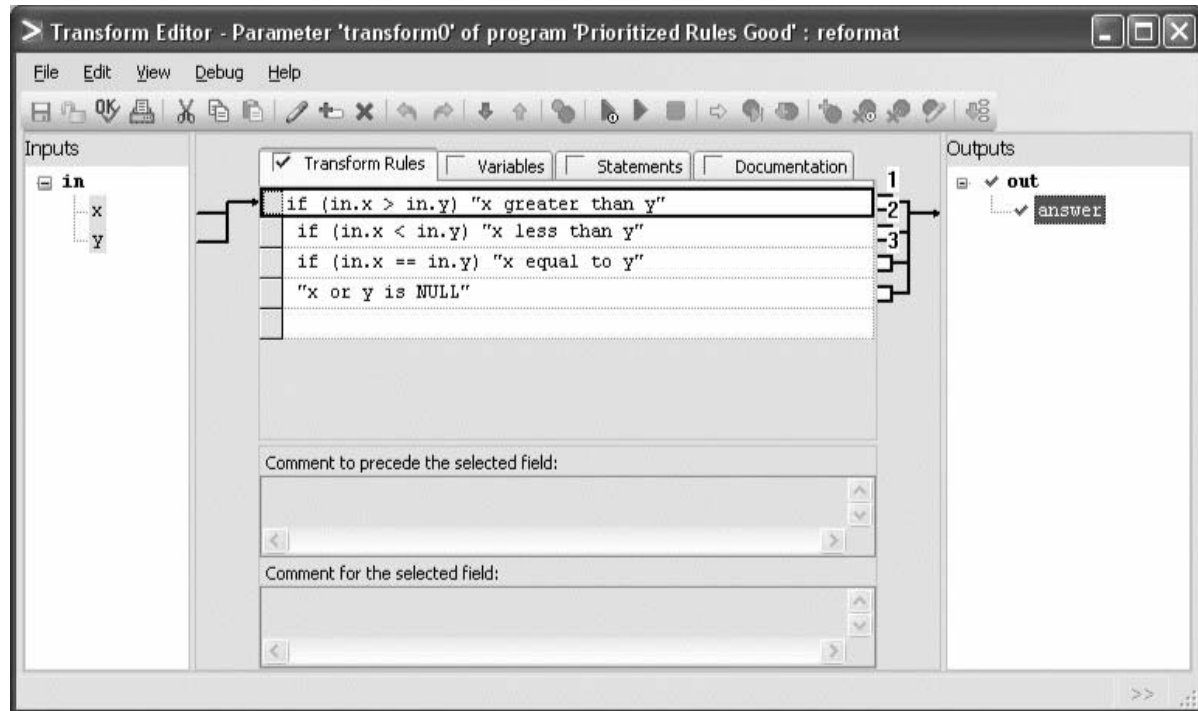 > Transform Editor - Parameter 'transform0' of program 'Prioritized Rules Good' : reformat
File Edit View Debug Help
OK
Inputs
in
x
y
Transform Rules Variables Statements Documentation
if (in.x > in.y) "x greater than y"
if (in.x < in.y) "x less than y"
if (in.x == in.y) "x equal to y"
"x or y is NULL"
1
2
3
Outputs
out
answer
Comment to precede the selected field:
Comment for the selected field:
>>